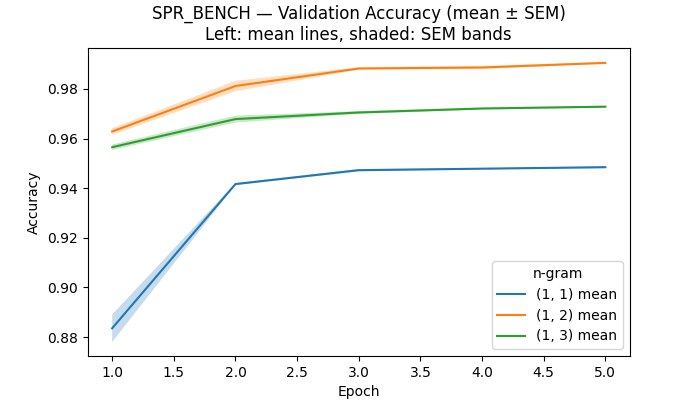 SPR_BENCH — Validation Accuracy (mean ± SEM)
Left: mean lines, shaded: SEM bands
Accuracy
0.98
0.96
0.94
0.92
0.90
0.88
n-gram
(1, 1) mean
(1, 2) mean
(1, 3) mean
1.0 1.5 2.0 2.5 3.0 3.5 4.0 4.5 5.0
Epoch